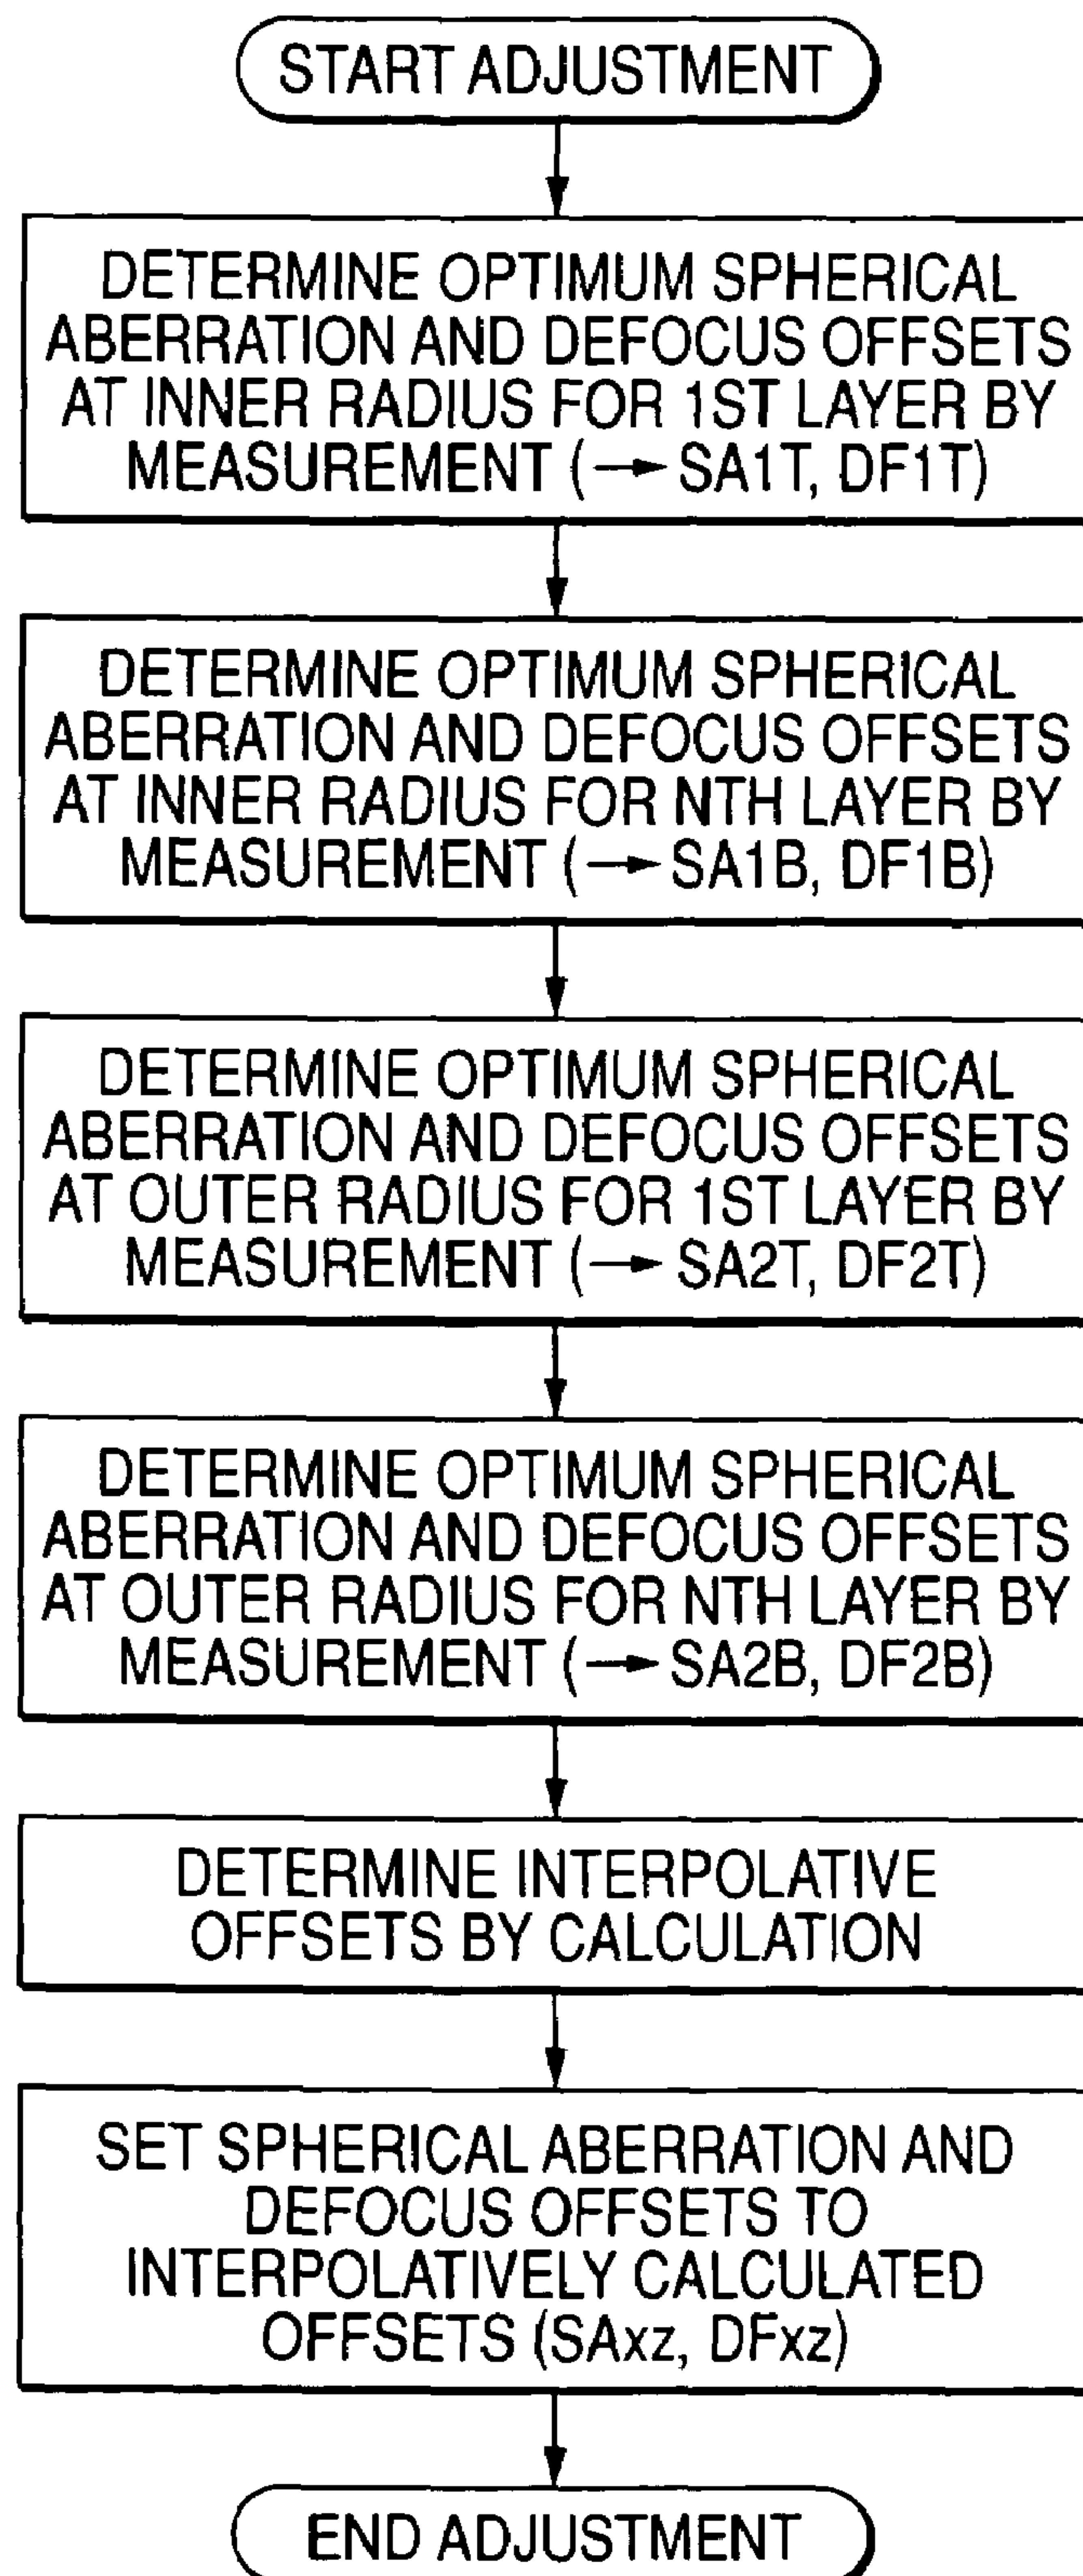 START ADJUSTMENT
DETERMINE OPTIMUM SPHERICAL
ABERRATION AND DEFOCUS OFFSETS
AT INNER RADIUS FOR 1ST LAYER BY
MEASUREMENT (→ SA1T, DF1T)
DETERMINE OPTIMUM SPHERICAL
ABERRATION AND DEFOCUS OFFSETS
AT INNER RADIUS FOR NTH LAYER BY
MEASUREMENT (→ SA1B, DF1B)
DETERMINE OPTIMUM SPHERICAL
ABERRATION AND DEFOCUS OFFSETS
AT OUTER RADIUS FOR 1ST LAYER BY
MEASUREMENT (→ SA2T, DF2T)
DETERMINE OPTIMUM SPHERICAL
ABERRATION AND DEFOCUS OFFSETS
AT OUTER RADIUS FOR NTH LAYER BY
MEASUREMENT (→ SA2B, DF2B)
DETERMINE INTERPOLATIVE
OFFSETS BY CALCULATION
SET SPHERICAL ABERRATION AND
DEFOCUS OFFSETS TO
INTERPOLATIVELY CALCULATED
OFFSETS (SAxz, DFxz)
END ADJUSTMENT